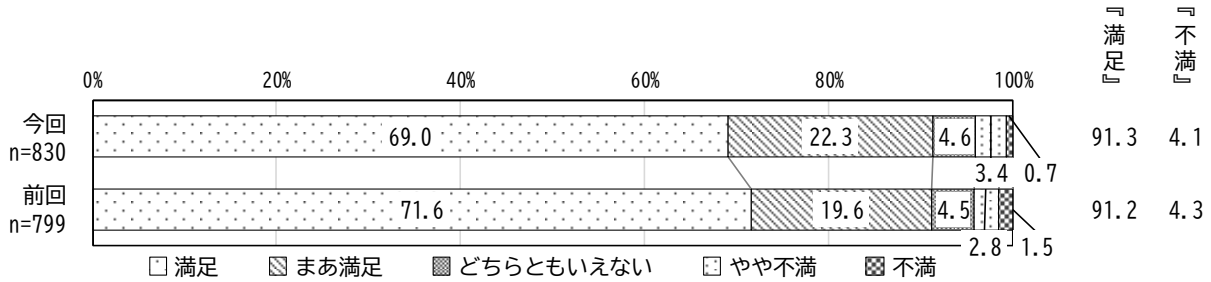 『満足』 『不満』
0% 20% 40% 60% 80% 100%
今回
n=830
69.0 22.3 4.6 3.4 0.7 91.3 4.1
前回
n=799
71.6 19.6 4.5 2.8 1.5 91.2 4.3
満足 まあ満足 どちらともいえない やや不満 不満